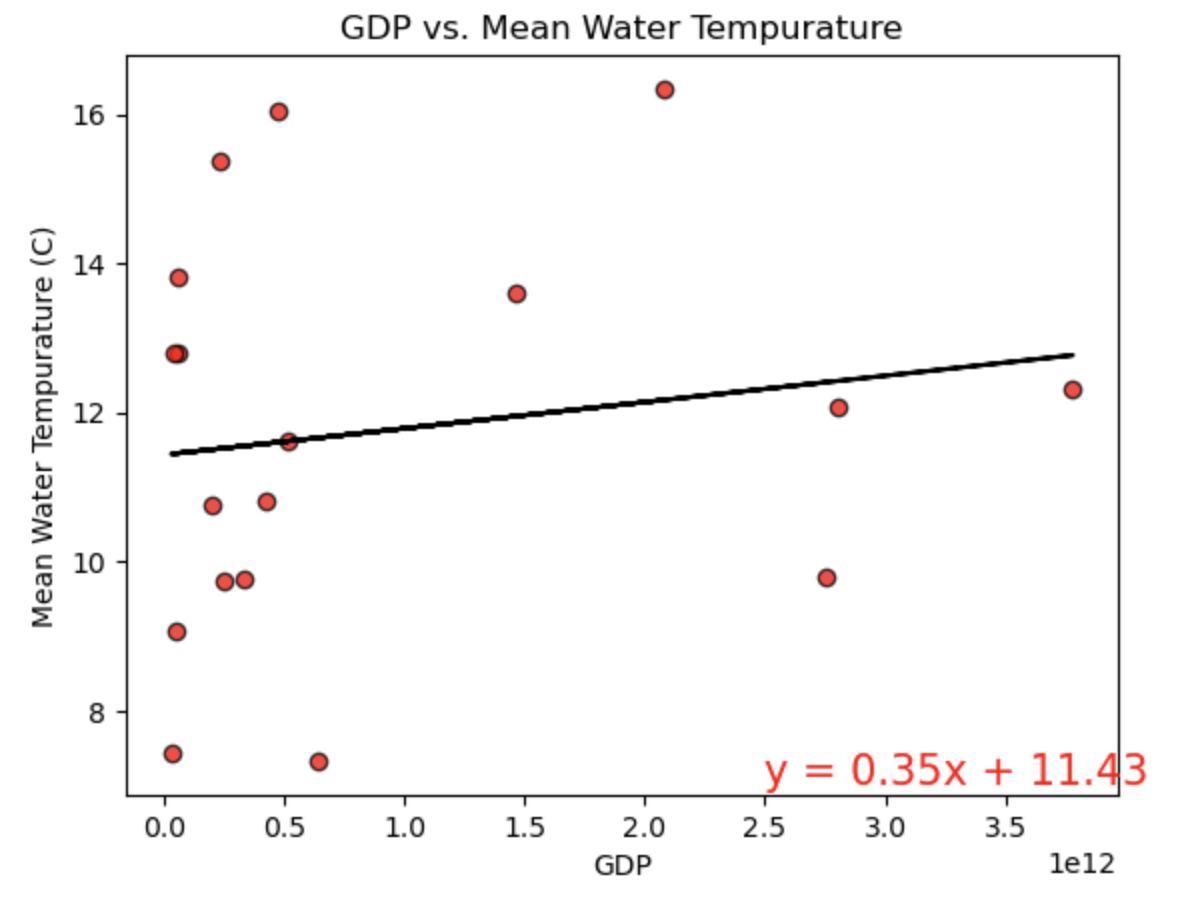 GDP vs. Mean Water Tempurature
Mean Water Tempurature (C)
16
14
12
10
8
y = 0.35x + 11.43
0.0 0.5 1.0 1.5 2.0 2.5 3.0 3.5
1e12
GDP